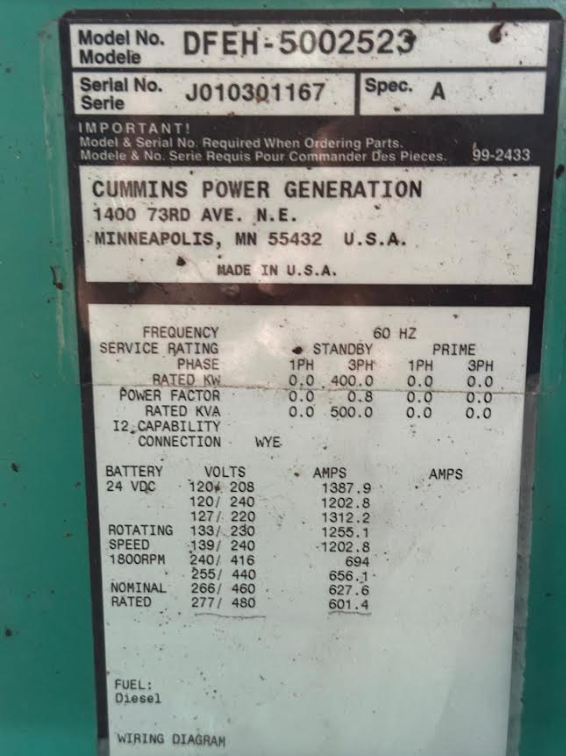 Model No. DFEH-5002523
Modele
Serial No. J010301167 Spec. A
Serie
IMPORTANT!
Model & Serial No. Required When Ordering Parts.
Modele & No. Serie Requis Pour Commander Des Pieces. 99-2433
CUMMINS POWER GENERATION
1400 73RD AVE. N.E.
MINNEAPOLIS, MN 55432 U.S.A.
MADE IN U.S.A.
FREQUENCY 60 HZ
SERVICE RATING STANDBY PRIME
PHASE 1PH 3PH 1PH 3PH
RATED KW 0.0 400.0 0.0 0.0
POWER FACTOR 0.0 0.8 0.0 0.0
RATED KVA 0.0 500.0 0.0 0.0
I2 CAPABILITY
CONNECTION WYE
BATTERY VOLTS AMPS AMPS
24 VDC 120/ 208 1387.9
120/ 240 1202.8
127/ 220 1312.2
ROTATING 133/ 230 1255.1
SPEED 139/ 240 1202.8
1800RPM 240/ 416 694
255/ 440 656.1
NOMINAL 266/ 460 627.6
RATED 277/ 480 601.4
FUEL:
Diesel
WIRING DIAGRAM